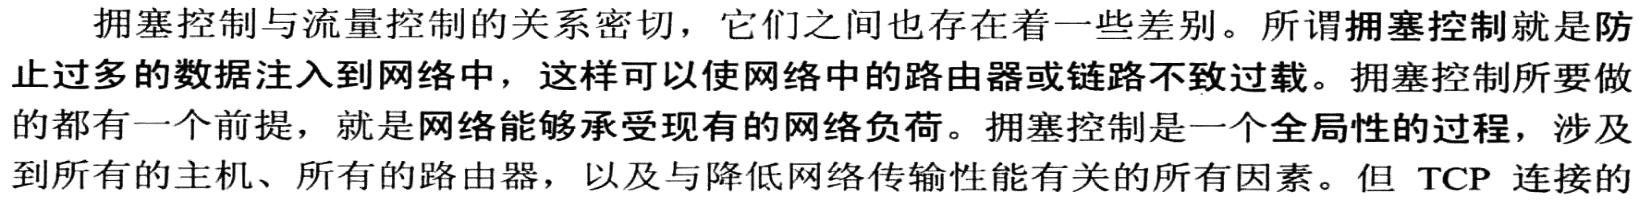 拥塞控制与流量控制的关系密切，它们之间也存在着一些差别。所谓拥塞控制就是防
止过多的数据注入到网络中，这样可以使网络中的路由器或链路不致过载。拥塞控制所要做
的都有一个前提，就是网络能够承受现有的网络负荷。拥塞控制是一个全局性的过程，涉及
到所有的主机、所有的路由器，以及与降低网络传输性能有关的所有因素。但 TCP 连接的